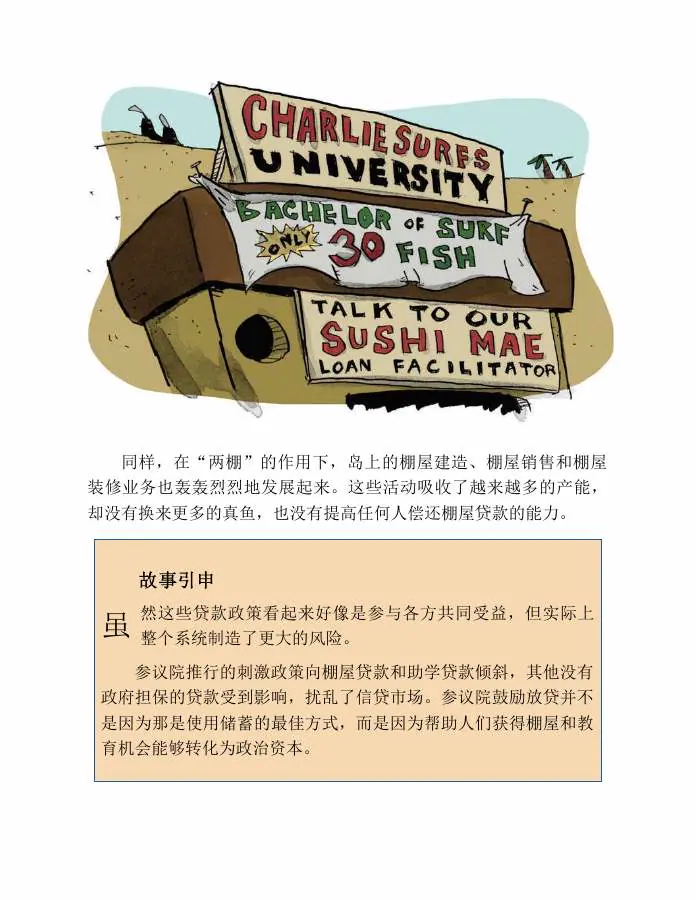 CHARLIE SURFS
UNIVERSITY
BACHELOR OF SURF
ONLY 30 FISH
TALK TO OUR
SUSHI MAE
LOAN FACILITATOR
同样，在“两棚”的作用下，岛上的棚屋建造、棚屋销售和棚屋
装修业务也轰轰烈烈地发展起来。这些活动吸收了越来越多的产能，
却没有换来更多的真鱼，也没有提高任何人偿还棚屋贷款的能力。
故事引申
虽然这些贷款政策看起来好像是参与各方共同受益，但实际上
整个系统制造了更大的风险。
参议院推行的刺激政策向棚屋贷款和助学贷款倾斜，其他没有
政府担保的贷款受到影响，扰乱了信贷市场。参议院鼓励放贷并不
是因为那是使用储蓄的最佳方式，而是因为帮助人们获得棚屋和教
育机会能够转化为政治资本。